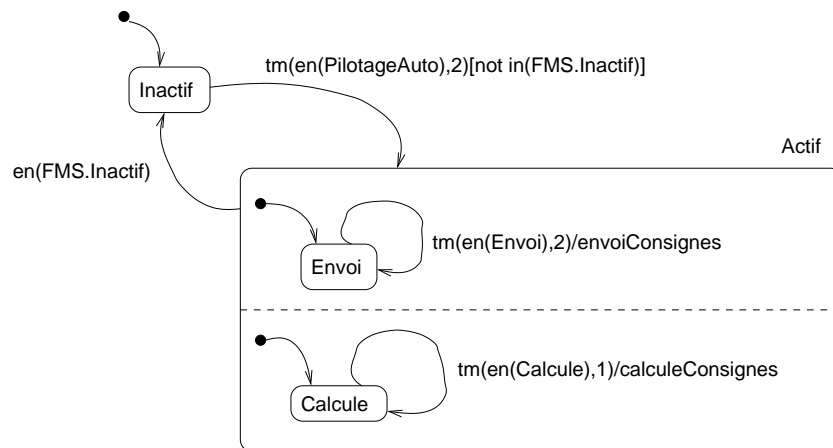 tm(en(PilotageAuto),2)[not in(FMS.Inactif)]
Inactif
Actif
en(FMS.Inactif)
tm(en(Envoi),2)/envoiConsignes
Envoi
tm(en(Calcule),1)/calculeConsignes
Calcule